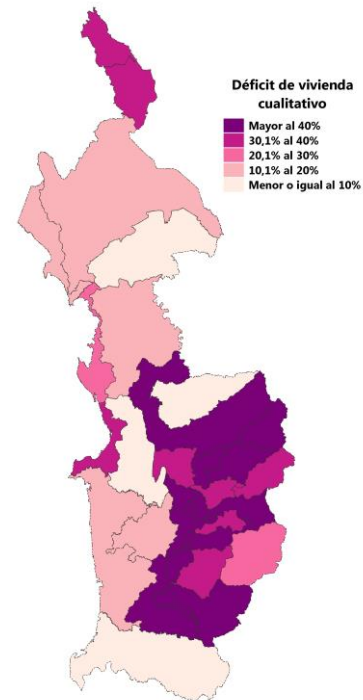 Déficit de vivienda
cualitativo
Mayor al 40%
30,1% al 40%
20,1% al 30%
10,1% al 20%
Menor o igual al 10%